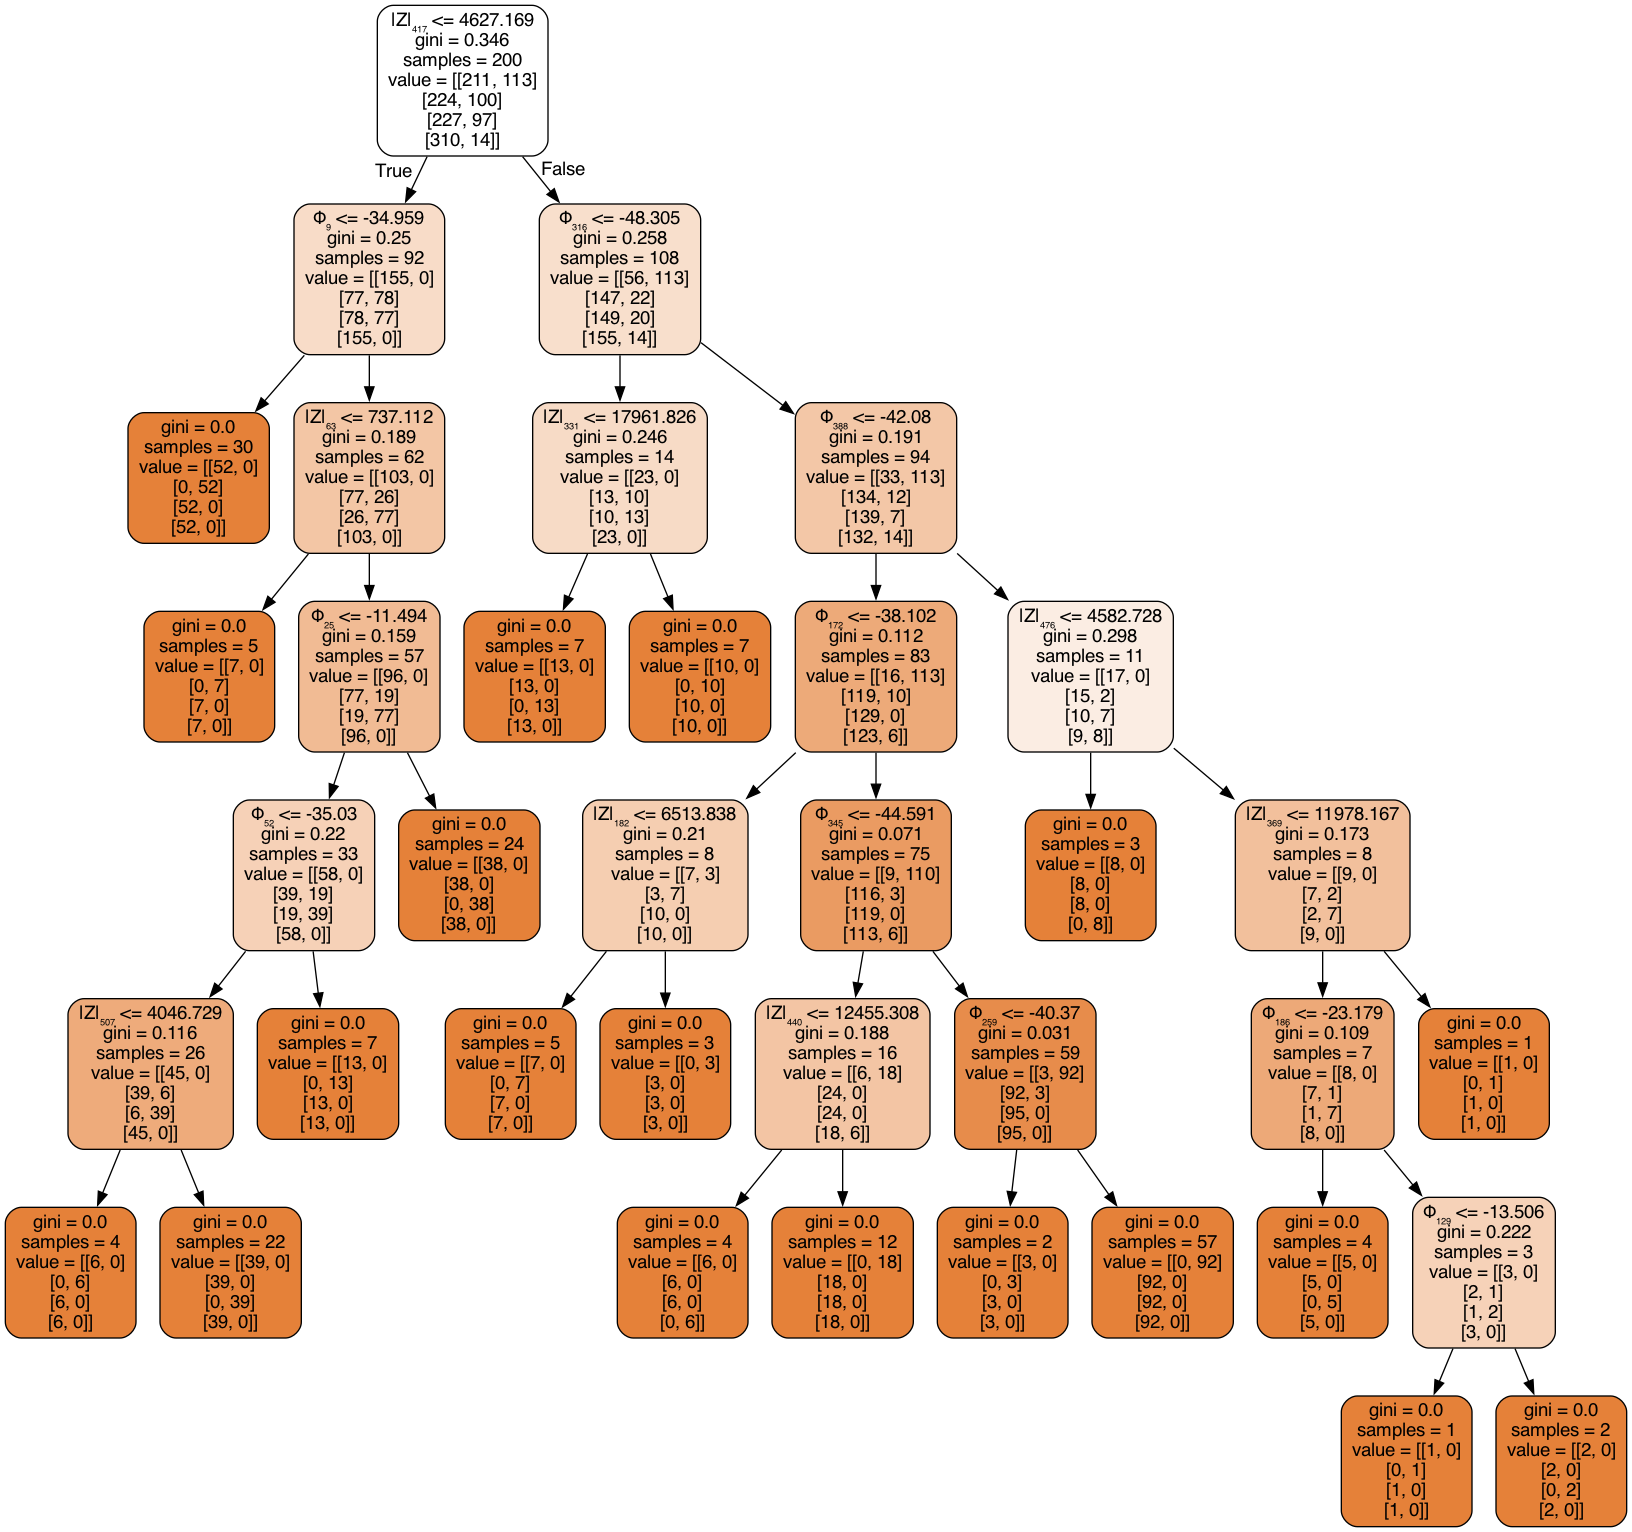 |Z|₄₁₇ <= 4627.169
gini = 0.346
samples = 200
value = [[211, 113]
[224, 100]
[227, 97]
[310, 14]]
True
False
Φ₉ <= -34.959
gini = 0.25
samples = 92
value = [[155, 0]
[77, 78]
[78, 77]
[155, 0]]
Φ₃₁₆ <= -48.305
gini = 0.258
samples = 108
value = [[56, 113]
[147, 22]
[149, 20]
[155, 14]]
gini = 0.0
samples = 30
value = [[52, 0]
[0, 52]
[52, 0]
[52, 0]]
|Z|₆₃ <= 737.112
gini = 0.189
samples = 62
value = [[103, 0]
[77, 26]
[26, 77]
[103, 0]]
|Z|₃₃₁ <= 17961.826
gini = 0.246
samples = 14
value = [[23, 0]
[13, 10]
[10, 13]
[23, 0]]
Φ₃₈₈ <= -42.08
gini = 0.191
samples = 94
value = [[33, 113]
[134, 12]
[139, 7]
[132, 14]]
gini = 0.0
samples = 5
value = [[7, 0]
[0, 7]
[7, 0]
[7, 0]]
Φ₂₅ <= -11.494
gini = 0.159
samples = 57
value = [[96, 0]
[77, 19]
[19, 77]
[96, 0]]
gini = 0.0
samples = 7
value = [[13, 0]
[13, 0]
[0, 13]
[13, 0]]
gini = 0.0
samples = 7
value = [[10, 0]
[0, 10]
[10, 0]
[10, 0]]
Φ₁₇₂ <= -38.102
gini = 0.112
samples = 83
value = [[16, 113]
[119, 10]
[129, 0]
[123, 6]]
|Z|₄₇₆ <= 4582.728
gini = 0.298
samples = 11
value = [[17, 0]
[15, 2]
[10, 7]
[9, 8]]
Φ₅₂ <= -35.03
gini = 0.22
samples = 33
value = [[58, 0]
[39, 19]
[19, 39]
[58, 0]]
gini = 0.0
samples = 24
value = [[38, 0]
[38, 0]
[0, 38]
[38, 0]]
|Z|₁₈₂ <= 6513.838
gini = 0.21
samples = 8
value = [[7, 3]
[3, 7]
[10, 0]
[10, 0]]
Φ₃₄₅ <= -44.591
gini = 0.071
samples = 75
value = [[9, 110]
[116, 3]
[119, 0]
[113, 6]]
gini = 0.0
samples = 3
value = [[8, 0]
[8, 0]
[8, 0]
[0, 8]]
|Z|₃₆₉ <= 11978.167
gini = 0.173
samples = 8
value = [[9, 0]
[7, 2]
[2, 7]
[9, 0]]
|Z|₅₀₇ <= 4046.729
gini = 0.116
samples = 26
value = [[45, 0]
[39, 6]
[6, 39]
[45, 0]]
gini = 0.0
samples = 7
value = [[13, 0]
[0, 13]
[13, 0]
[13, 0]]
gini = 0.0
samples = 5
value = [[7, 0]
[0, 7]
[7, 0]
[7, 0]]
gini = 0.0
samples = 3
value = [[0, 3]
[3, 0]
[3, 0]
[3, 0]]
|Z|₄₄₀ <= 12455.308
gini = 0.188
samples = 16
value = [[6, 18]
[24, 0]
[24, 0]
[18, 6]]
Φ₂₅₉ <= -40.37
gini = 0.031
samples = 59
value = [[3, 92]
[92, 3]
[95, 0]
[95, 0]]
Φ₁₈₆ <= -23.179
gini = 0.109
samples = 7
value = [[8, 0]
[7, 1]
[1, 7]
[8, 0]]
gini = 0.0
samples = 1
value = [[1, 0]
[0, 1]
[1, 0]
[1, 0]]
gini = 0.0
samples = 4
value = [[6, 0]
[0, 6]
[6, 0]
[6, 0]]
gini = 0.0
samples = 22
value = [[39, 0]
[39, 0]
[0, 39]
[39, 0]]
gini = 0.0
samples = 4
value = [[6, 0]
[6, 0]
[6, 0]
[0, 6]]
gini = 0.0
samples = 12
value = [[0, 18]
[18, 0]
[18, 0]
[18, 0]]
gini = 0.0
samples = 2
value = [[3, 0]
[0, 3]
[3, 0]
[3, 0]]
gini = 0.0
samples = 57
value = [[0, 92]
[92, 0]
[92, 0]
[92, 0]]
gini = 0.0
samples = 4
value = [[5, 0]
[5, 0]
[0, 5]
[5, 0]]
Φ₁₂₉ <= -13.506
gini = 0.222
samples = 3
value = [[3, 0]
[2, 1]
[1, 2]
[3, 0]]
gini = 0.0
samples = 1
value = [[1, 0]
[0, 1]
[1, 0]
[1, 0]]
gini = 0.0
samples = 2
value = [[2, 0]
[2, 0]
[0, 2]
[2, 0]]